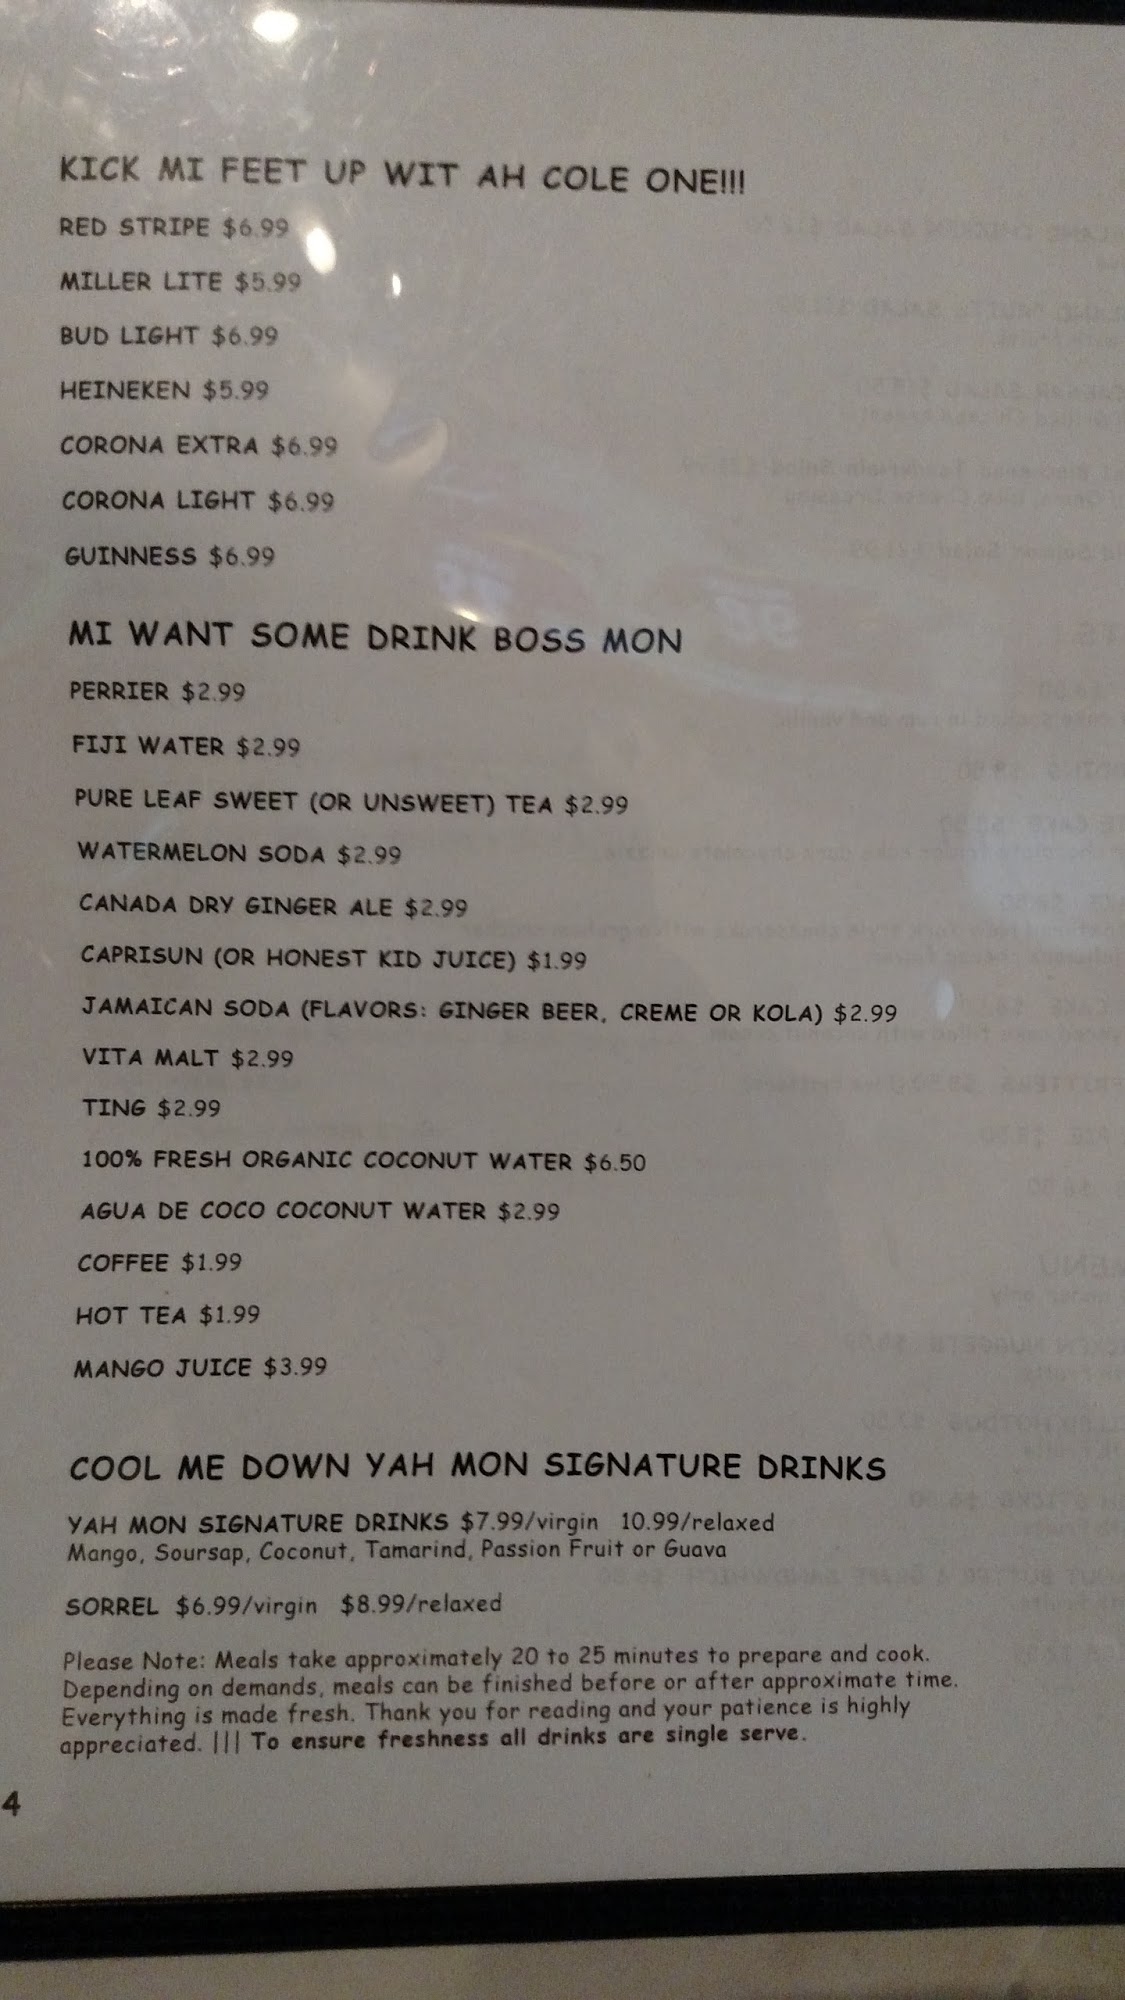 KICK MI FEET UP WIT AH COLE ONE!!!
RED STRIPE $6.99
MILLER LITE $5.99
BUD LIGHT $6.99
HEINEKEN $5.99
CORONA EXTRA $6.99
CORONA LIGHT $6.99
GUINNESS $6.99
MI WANT SOME DRINK BOSS MON
PERRIER $2.99
FIJI WATER $2.99
PURE LEAF SWEET (OR UNSWEET) TEA $2.99
WATERMELON SODA $2.99
CANADA DRY GINGER ALE $2.99
CAPRISUN (OR HONEST KID JUICE) $1.99
JAMAICAN SODA (FLAVORS: GINGER BEER, CREME OR KOLA) $2.99
VITA MALT $2.99
TING $2.99
100% FRESH ORGANIC COCONUT WATER $6.50
AGUA DE COCO COCONUT WATER $2.99
COFFEE $1.99
HOT TEA $1.99
MANGO JUICE $3.99
COOL ME DOWN YAH MON SIGNATURE DRINKS
YAH MON SIGNATURE DRINKS $7.99/virgin 10.99/relaxed
Mango, Soursap, Coconut, Tamarind, Passion Fruit or Guava
SORREL $6.99/virgin $8.99/relaxed
Please Note: Meals take approximately 20 to 25 minutes to prepare and cook.
Depending on demands, meals can be finished before or after approximate time.
Everything is made fresh. Thank you for reading and your patience is highly
appreciated. ||| To ensure freshness all drinks are single serve.
4